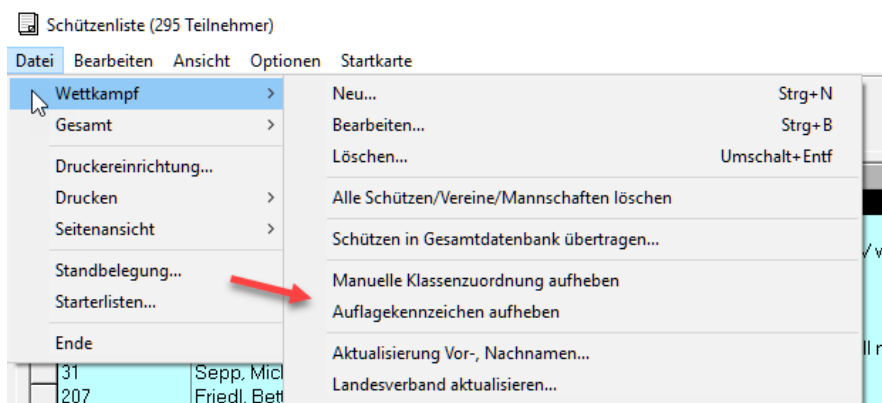 Schützenliste (295 Teilnehmer)
Datei Bearbeiten Ansicht Optionen Startkarte
Wettkampf
Gesamt
Druckereinrichtung...
Drucken
Seitenansicht
Standbelegung...
Starterlisten...
Ende
Neu... Strg+N
Bearbeiten... Strg+B
Löschen... Umschalt+Entf
Alle Schützen/Vereine/Mannschaften löschen
Schützen in Gesamtdatenbank übertragen...
Manuelle Klassenzuordnung aufheben
Auflagekennzeichen aufheben
Aktualisierung Vor-, Nachnamen...
Landesverband aktualisieren...
31 Sepp, Mic
207 Friedl, Bet